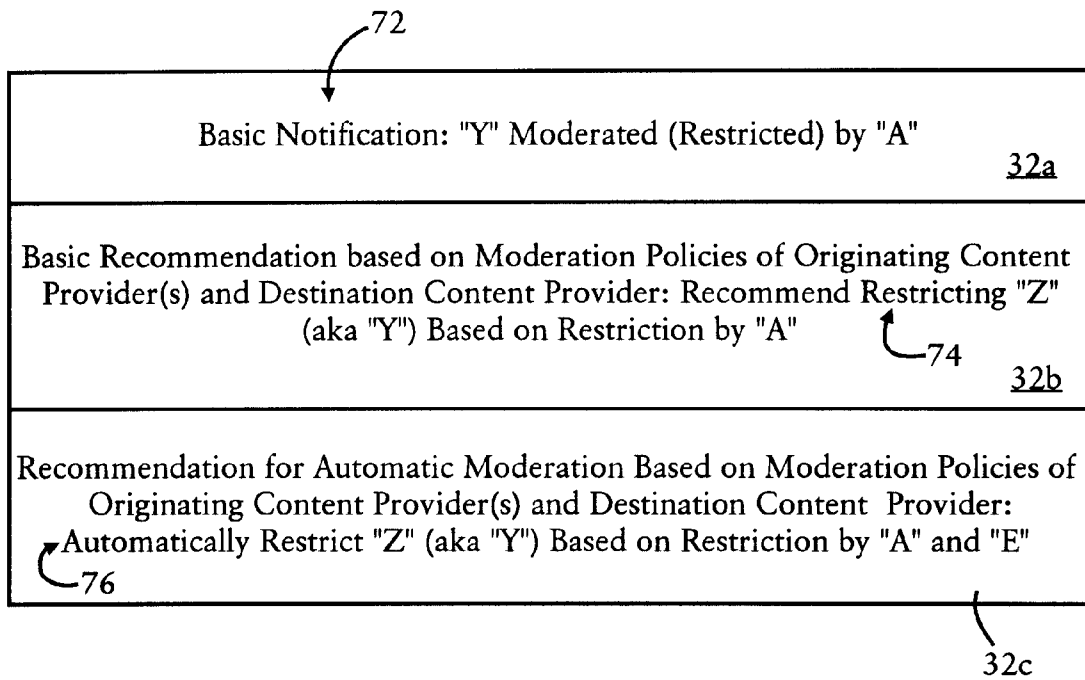 72
Basic Notification: "Y" Moderated (Restricted) by "A"
32a
Basic Recommendation based on Moderation Policies of Originating Content
Provider(s) and Destination Content Provider: Recommend Restricting "Z"
(aka "Y") Based on Restriction by "A"
74
32b
Recommendation for Automatic Moderation Based on Moderation Policies of
Originating Content Provider(s) and Destination Content Provider:
Automatically Restrict "Z" (aka "Y") Based on Restriction by "A" and "E"
76
32c